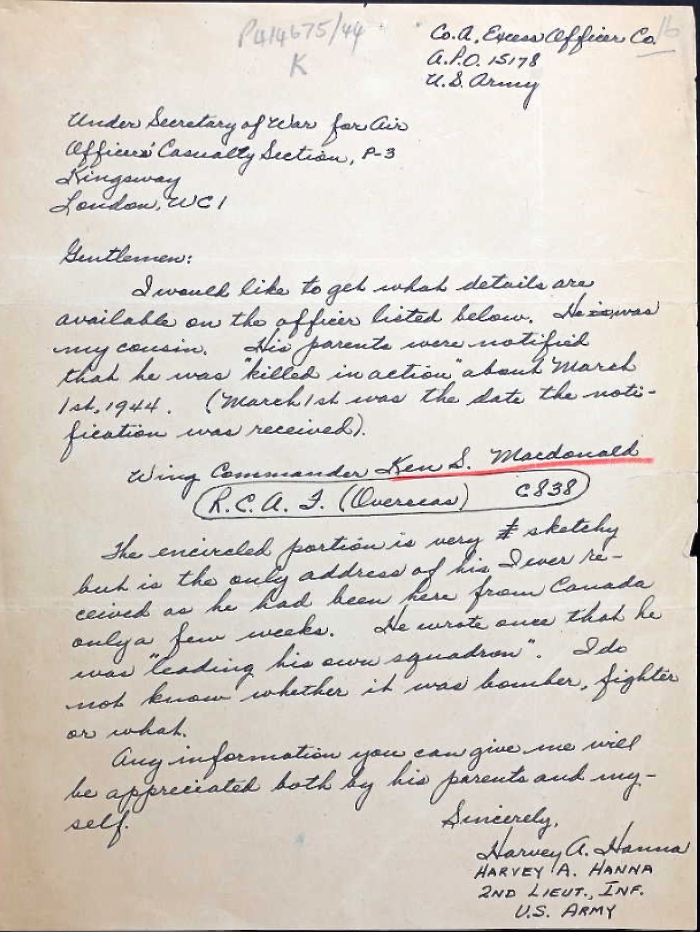 P414675/44
K
16
Co. A, Excess Officer Co.
A.P.O. 15178
U.S. Army
Under Secretary of War for Air
Officers' Casualty Section, P-3
Kingsway
London, WC1
Gentlemen:
I would like to get what details are
available on the officer listed below. He is was
my cousin. His parents were notified
that he was "killed in action" about March
1st, 1944. (March 1st was the date the noti-
fication was received).
Wing Commander Ken S. Macdonald
R.C.A.F. (Overseas) C838
The encircled portion is very sketchy
but is the only address of his I ever re-
ceived as he had been here from Canada
only a few weeks. He wrote once that he
was "leading his own squadron". I do
not know whether it was bomber, fighter
or what.
Any information you can give me will
be appreciated both by his parents and my-
self.
Sincerely,
Harvey A. Hanna
HARVEY A. HANNA
2ND LIEUT., INF.
U.S. ARMY